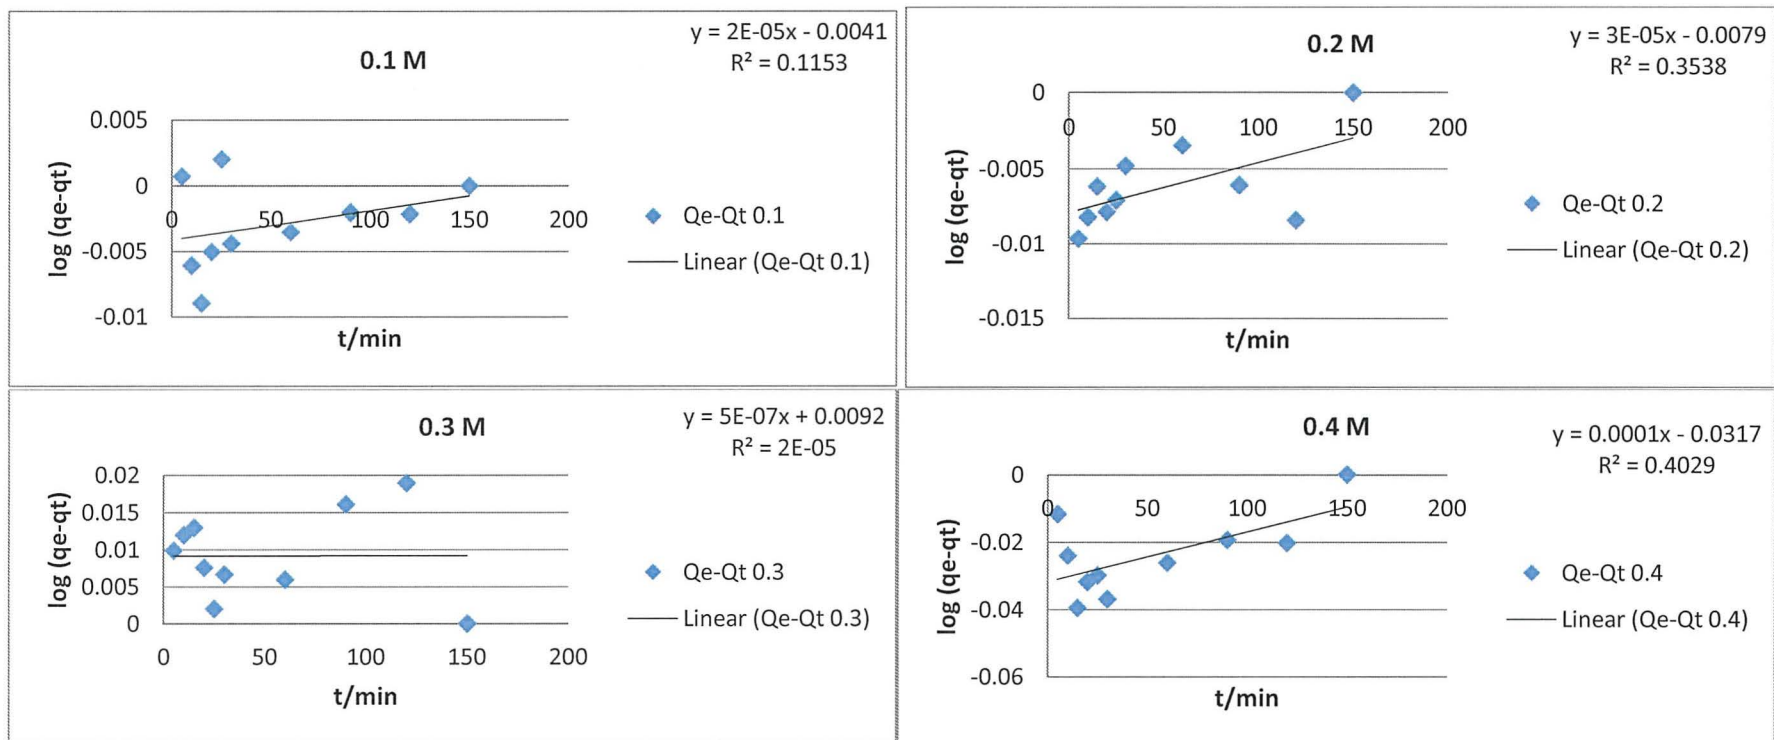 0.1 M
y = 2E-05x - 0.0041
R² = 0.1153
0.005
0
-0.005
-0.01
0 50 100 150 200
log (qe-qt)
t/min
Qe-Qt 0.1
Linear (Qe-Qt 0.1)
0.2 M
y = 3E-05x - 0.0079
R² = 0.3538
0
-0.005
-0.01
-0.015
0 50 100 150 200
log (qe-qt)
t/min
Qe-Qt 0.2
Linear (Qe-Qt 0.2)
0.3 M
y = 5E-07x + 0.0092
R² = 2E-05
0.02
0.015
0.01
0.005
0
0 50 100 150 200
log (qe-qt)
t/min
Qe-Qt 0.3
Linear (Qe-Qt 0.3)
0.4 M
y = 0.0001x - 0.0317
R² = 0.4029
0
-0.02
-0.04
-0.06
0 50 100 150 200
log (qe-qt)
t/min
Qe-Qt 0.4
Linear (Qe-Qt 0.4)